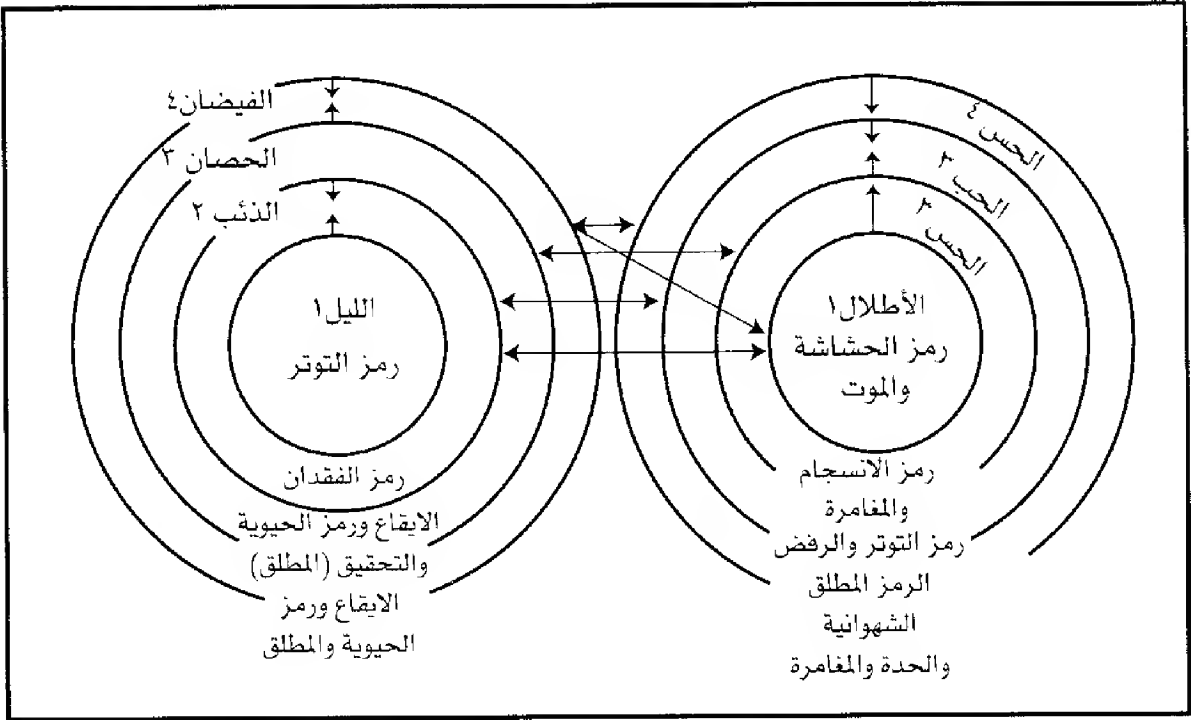 الحس ٤
الحب ٣
الحس ٢
الأطلال١
رمز الحشاشة
والموت
رمز الانسجام
والمغامرة
رمز التوتر والرفض
الرمز المطلق
الشهوانية
والحدة والمغامرة
الفيضان٤
الحصان ٣
الذئب ٢
الليل١
رمز التوتر
رمز الفقدان
الايقاع ورمز الحيوية
والتحقيق (المطلق)
الايقاع ورمز
الحيوية والمطلق